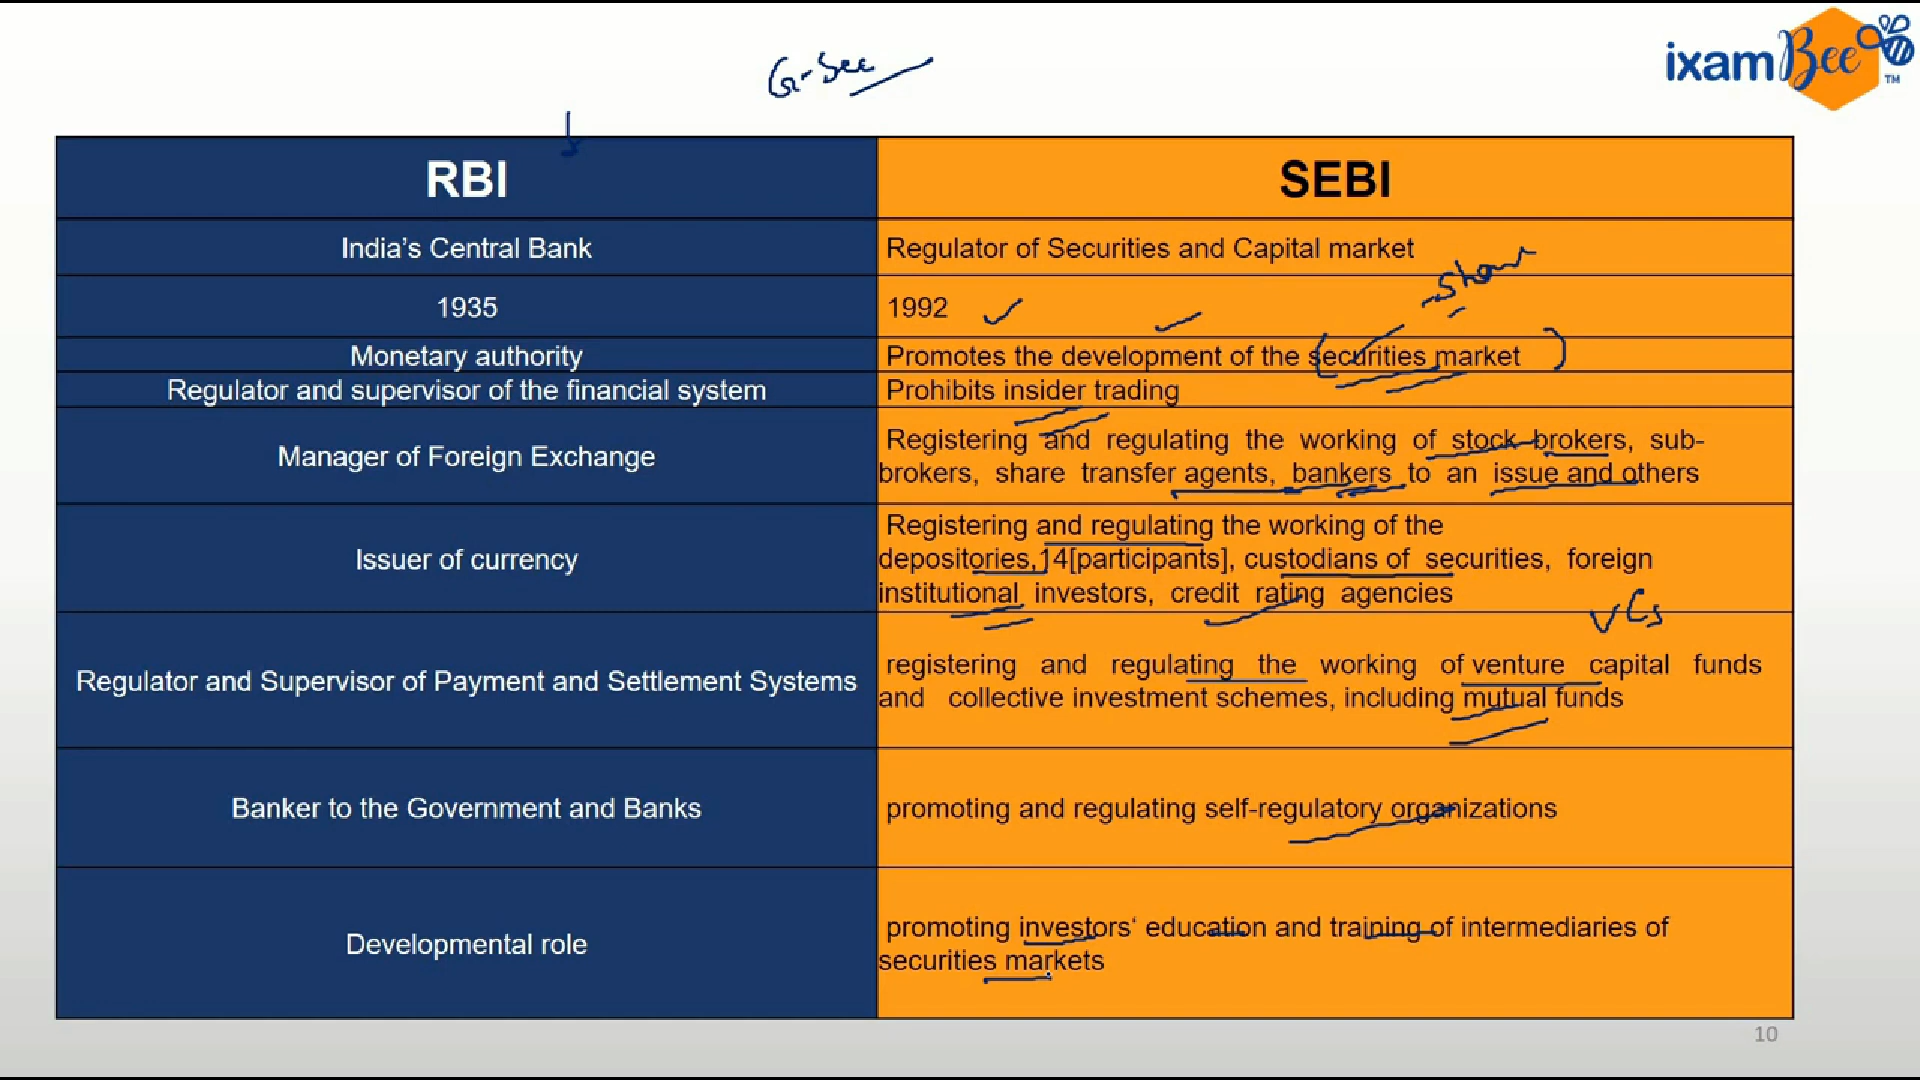 G-Sec
ixamBee
TM
RBI
SEBI
India's Central Bank
Regulator of Securities and Capital market
1935
1992
Monetary authority
Promotes the development of the securities market
Regulator and supervisor of the financial system
Prohibits insider trading
Manager of Foreign Exchange
Registering and regulating the working of stock brokers, sub-
brokers, share transfer agents, bankers to an issue and others
Issuer of currency
Registering and regulating the working of the
depositories,14[participants], custodians of securities, foreign
institutional investors, credit rating agencies
VCs
Regulator and Supervisor of Payment and Settlement Systems
registering and regulating the working of venture capital funds
and collective investment schemes, including mutual funds
Banker to the Government and Banks
promoting and regulating self-regulatory organizations
Developmental role
promoting investors‘ education and training of intermediaries of
securities markets
10